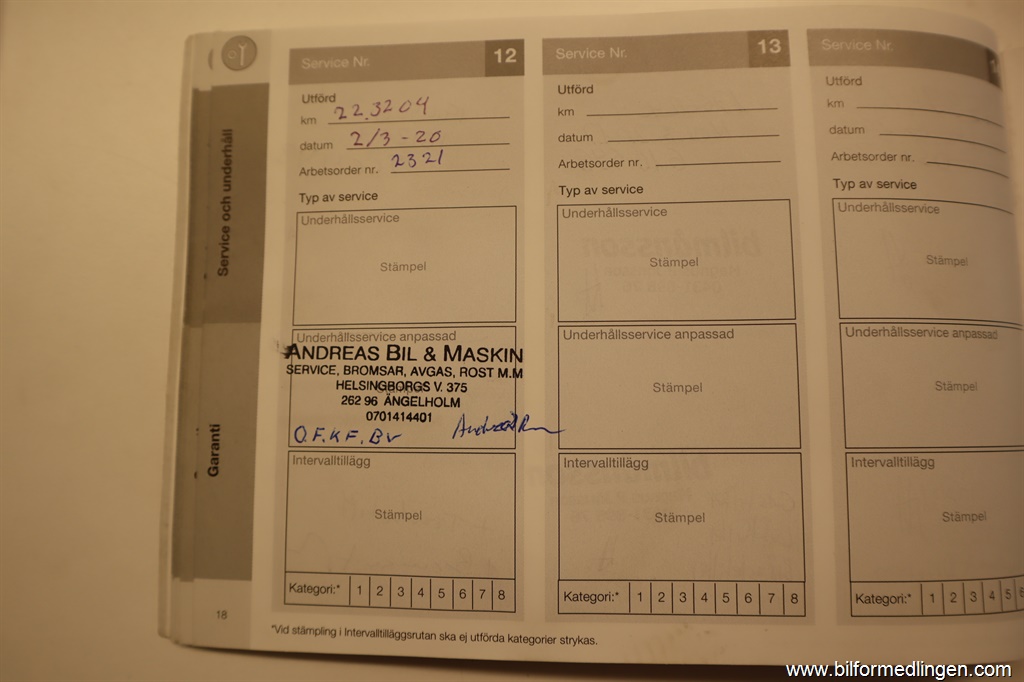 Service Nr. 12
Utförd
km 223204
datum 2/3-20
Arbetsorder nr. 2321
Typ av service
Underhållsservice
Stämpel
Underhållsservice anpassad
ANDREAS BIL & MASKIN
SERVICE, BROMSAR, AVGAS, ROST M.M
HELSINGBORGS V. 375
262 96 ÄNGELHOLM
0701414401
O.F.KF.Bv
Intervalltillägg
Stämpel
Kategori:* 1 2 3 4 5 6 7 8
Service Nr. 13
Utförd
km
datum
Arbetsorder nr.
Typ av service
Underhållsservice
Stämpel
Underhållsservice anpassad
Stämpel
Intervalltillägg
Stämpel
Kategori:* 1 2 3 4 5 6 7 8
Service Nr.
Utförd
km
datum
Arbetsorder nr.
Typ av service
Underhållsservice
Stämpel
Underhållsservice anpassad
Stämpel
Intervalltillägg
Stämpel
Kategori:* 1 2 3 4 5
Service och underhåll
Garanti
18
*Vid stämpling i Intervalltilläggsrutan ska ej utförda kategorier strykas.
www.bilformedlingen.com